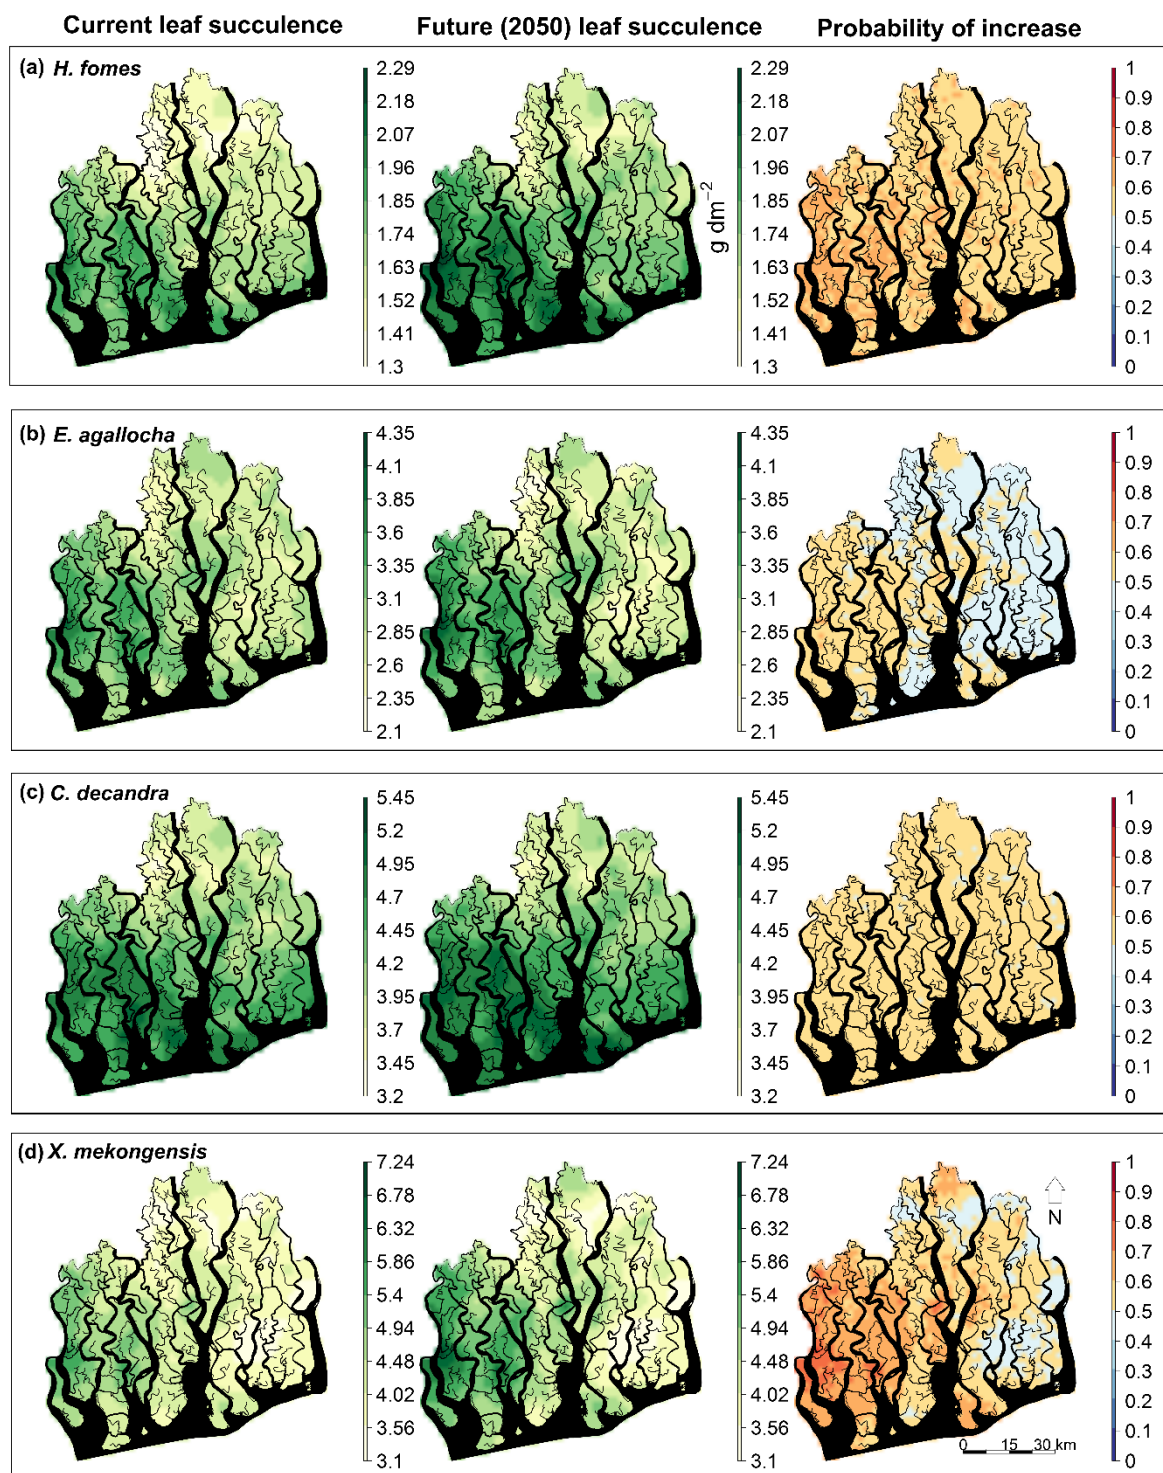 Current leaf succulence Future (2050) leaf succulence Probability of increase
(a) H. fomes
2.29 2.29 1
2.18 2.18 0.9
2.07 2.07 0.8
1.96 1.96 0.7
1.85 1.85 0.6
1.74 1.74 0.5
1.63 1.63 0.4
1.52 1.52 0.3
1.41 1.41 0.2
1.3 1.3 0.1
0
g dm−2
(b) E. agallocha
4.35 4.35 1
4.1 4.1 0.9
3.85 3.85 0.8
3.6 3.6 0.7
3.35 3.35 0.6
3.1 3.1 0.5
2.85 2.85 0.4
2.6 2.6 0.3
2.35 2.35 0.2
2.1 2.1 0.1
0
(c) C. decandra
5.45 5.45 1
5.2 5.2 0.9
4.95 4.95 0.8
4.7 4.7 0.7
4.45 4.45 0.6
4.2 4.2 0.5
3.95 3.95 0.4
3.7 3.7 0.3
3.45 3.45 0.2
3.2 3.2 0.1
0
(d) X. mekongensis
7.24 7.24 1
6.78 6.78 0.9
6.32 6.32 0.8
5.86 5.86 0.7
5.4 5.4 0.6
4.94 4.94 0.5
4.48 4.48 0.4
4.02 4.02 0.3
3.56 3.56 0.2
3.1 3.1 0.1
0
N
0 15 30 km